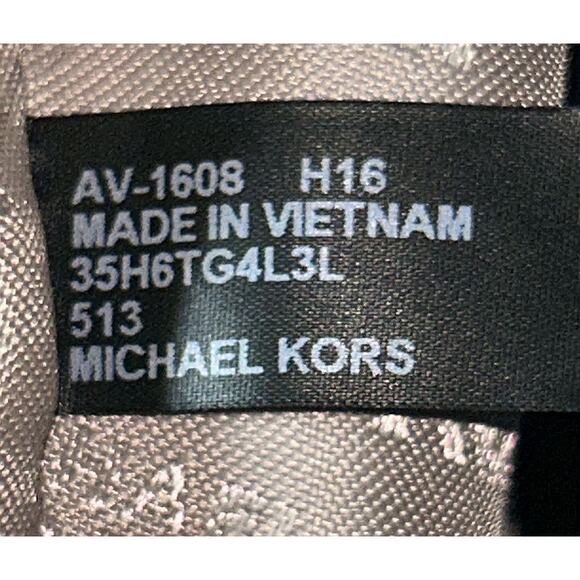 AV-1608 H16
MADE IN VIETNAM
35H6TG4L3L
513
MICHAEL KORS